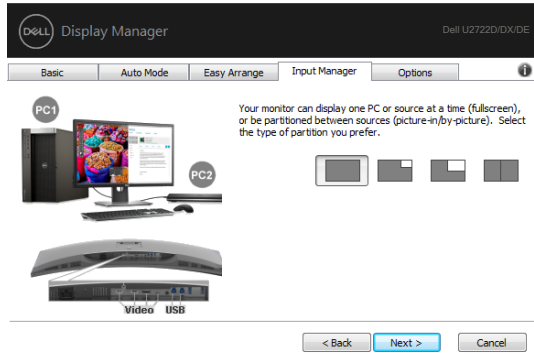 DELL Display Manager
Dell U2722D/DX/DE
Basic Auto Mode Easy Arrange Input Manager Options
PC1
Your monitor can display one PC or source at a time (fullscreen),
or be partitioned between sources (picture-in/by-picture). Select
the type of partition you prefer.
PC2
Video USB
< Back Next > Cancel